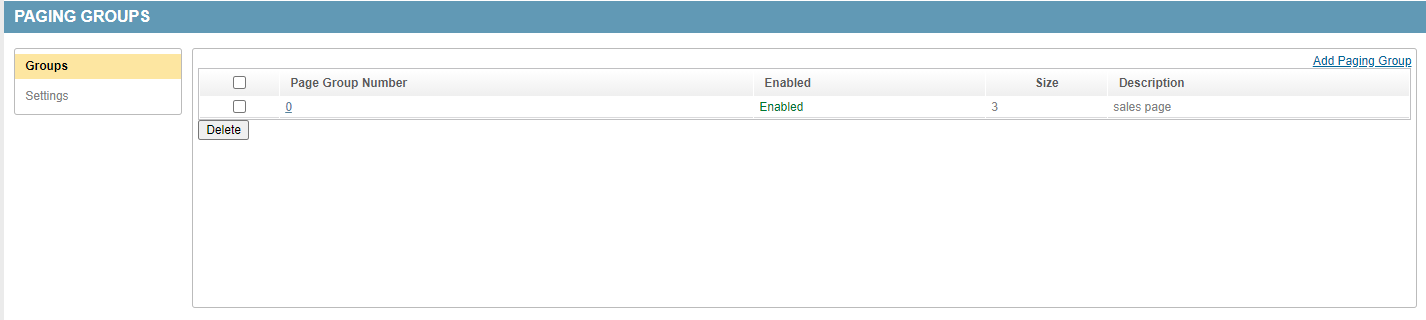 PAGING GROUPS
Groups
Settings
Add Paging Group
Page Group Number Enabled Size Description
0 Enabled 3 sales page
Delete